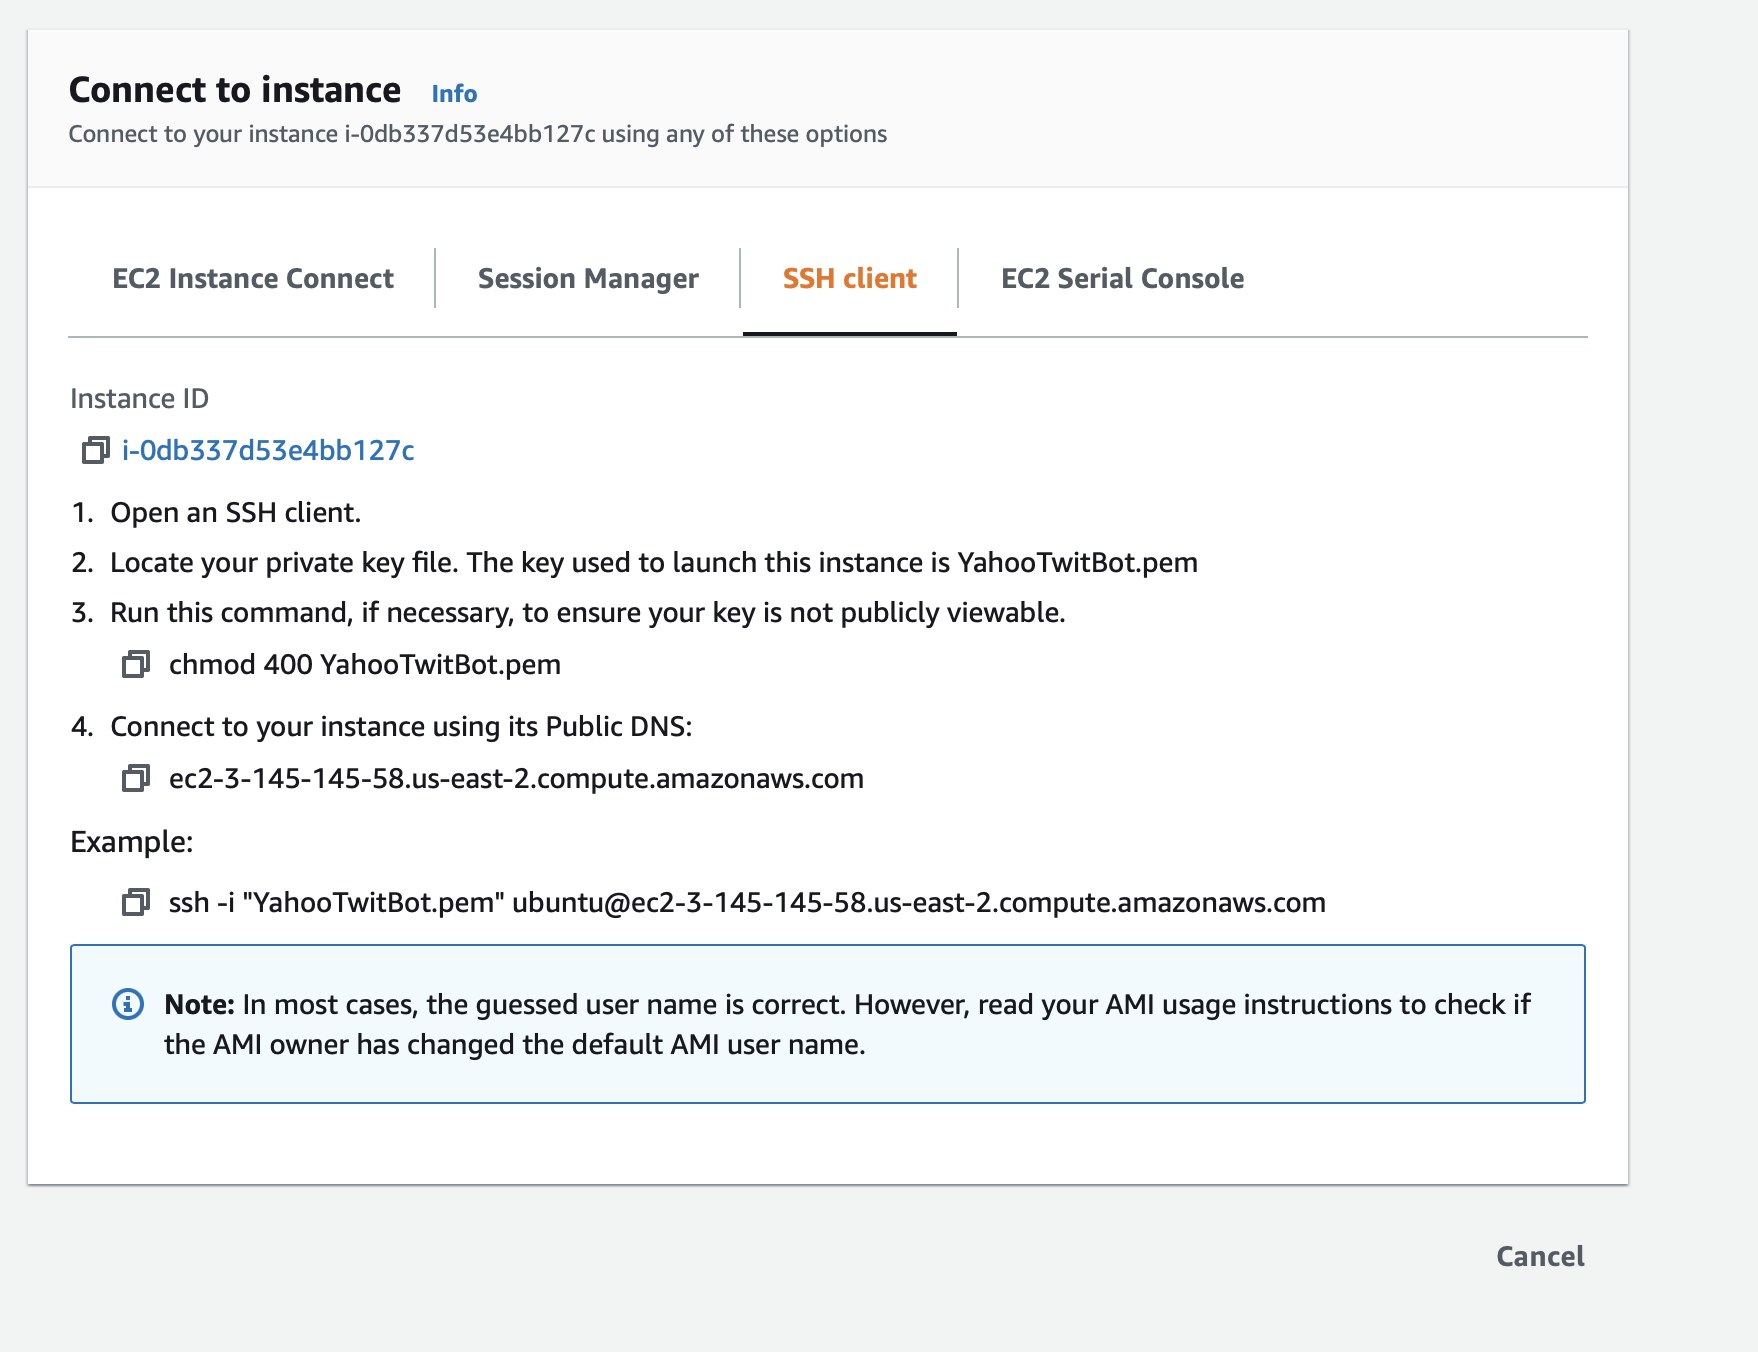 Connect to instance Info
Connect to your instance i-0db337d53e4bb127c using any of these options
EC2 Instance Connect
Session Manager
SSH client
EC2 Serial Console
Instance ID
i-0db337d53e4bb127c
1. Open an SSH client.
2. Locate your private key file. The key used to launch this instance is YahooTwitBot.pem
3. Run this command, if necessary, to ensure your key is not publicly viewable.
chmod 400 YahooTwitBot.pem
4. Connect to your instance using its Public DNS:
ec2-3-145-145-58.us-east-2.compute.amazonaws.com
Example:
ssh -i "YahooTwitBot.pem" ubuntu@ec2-3-145-145-58.us-east-2.compute.amazonaws.com
Note: In most cases, the guessed user name is correct. However, read your AMI usage instructions to check if
the AMI owner has changed the default AMI user name.
Cancel